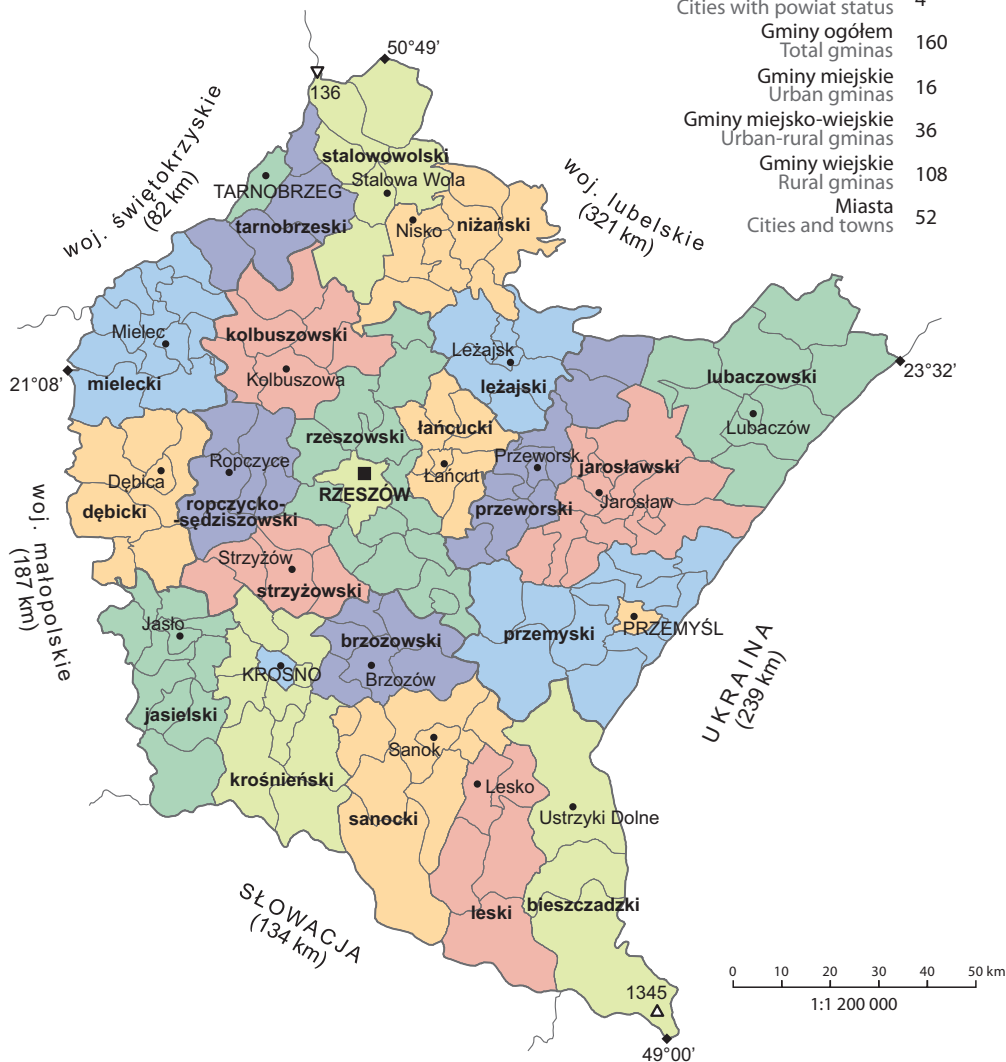 Cities with powiat status 4
Gminy ogółem
Total gminas
160
Gminy miejskie
Urban gminas
16
Gminy miejsko-wiejskie
Urban-rural gminas
36
Gminy wiejskie
Rural gminas
108
Miasta
Cities and towns
52
50°49'
136
woj. świętokrzyskie
(82 km)
stalowowolski
Stalowa Wola
TARNOBRZEG
tarnobrzeski
Nisko
niżański
woj. lubelskie
(321 km)
Mielec
mielecki
21°08'
kolbuszowski
Kolbuszowa
Leżajsk
leżajski
lubaczowski
Lubaczów
23°32'
rzeszowski
RZESZÓW
łańcucki
Łańcut
Przeworsk
przeworski
jarosławski
Jarosław
Dębica
dębicki
Ropczyce
ropczycko-
-sędziszowski
woj. małopolskie
(187 km)
Strzyżów
strzyżowski
Jasło
jasielski
KROSNO
krośnieński
brzozowski
Brzozów
przemyski
PRZEMYŚL
UKRAINA
(239 km)
Sanok
sanocki
Lesko
leski
Ustrzyki Dolne
bieszczadzki
SŁOWACJA
(134 km)
1345
49°00'
0 10 20 30 40 50 km
1:1 200 000